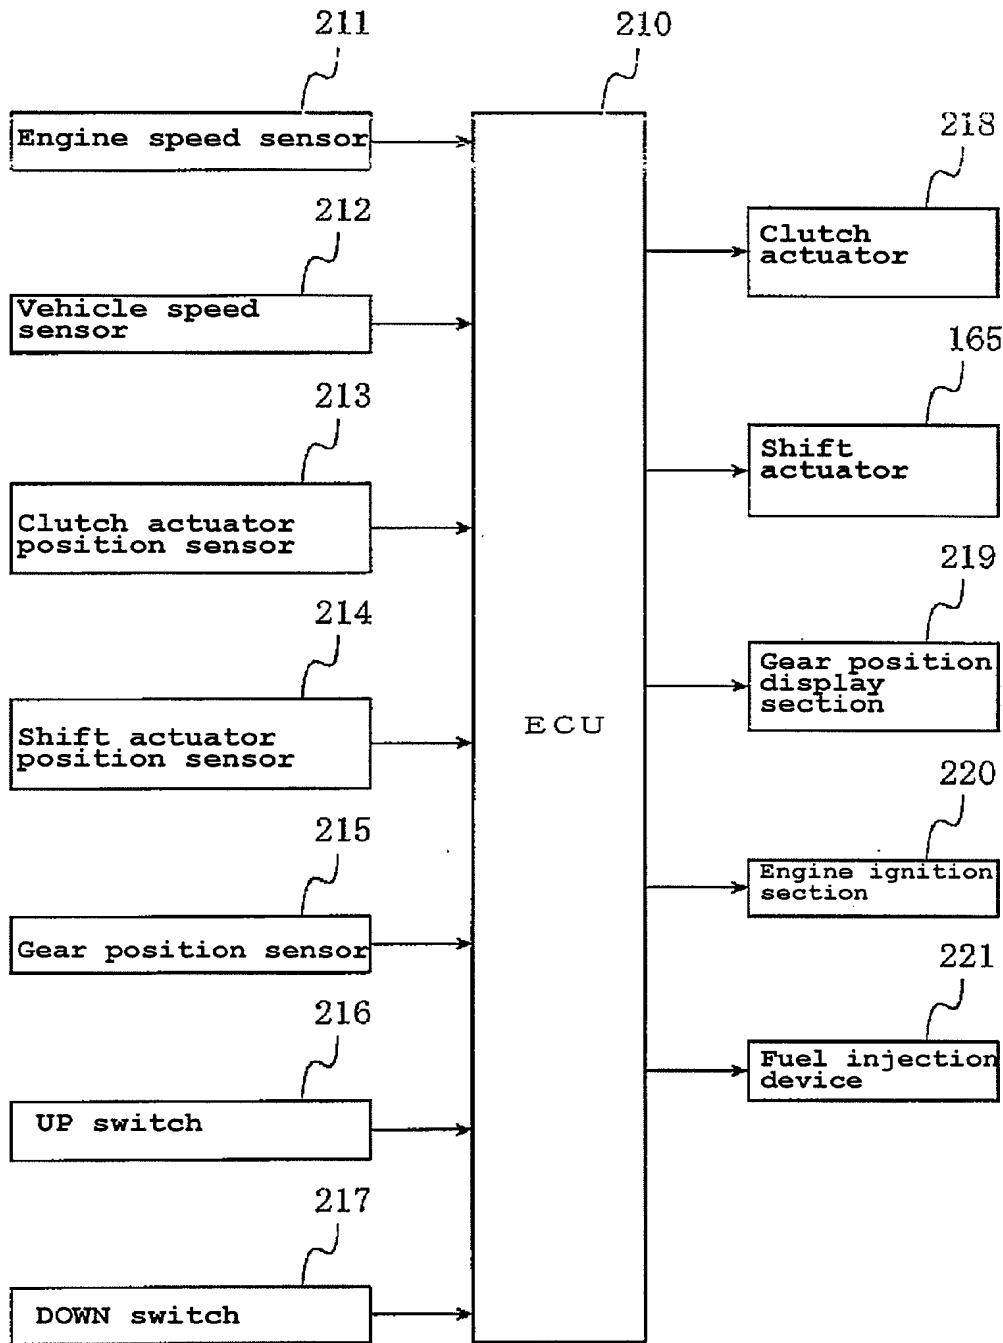 211
210
Engine speed sensor
218
Clutch
actuator
212
Vehicle speed
sensor
165
Shift
actuator
213
Clutch actuator
position sensor
219
Gear position
display
section
214
Shift actuator
position sensor
ECU
220
Engine ignition
section
215
Gear position sensor
221
Fuel injection
device
216
UP switch
217
DOWN switch